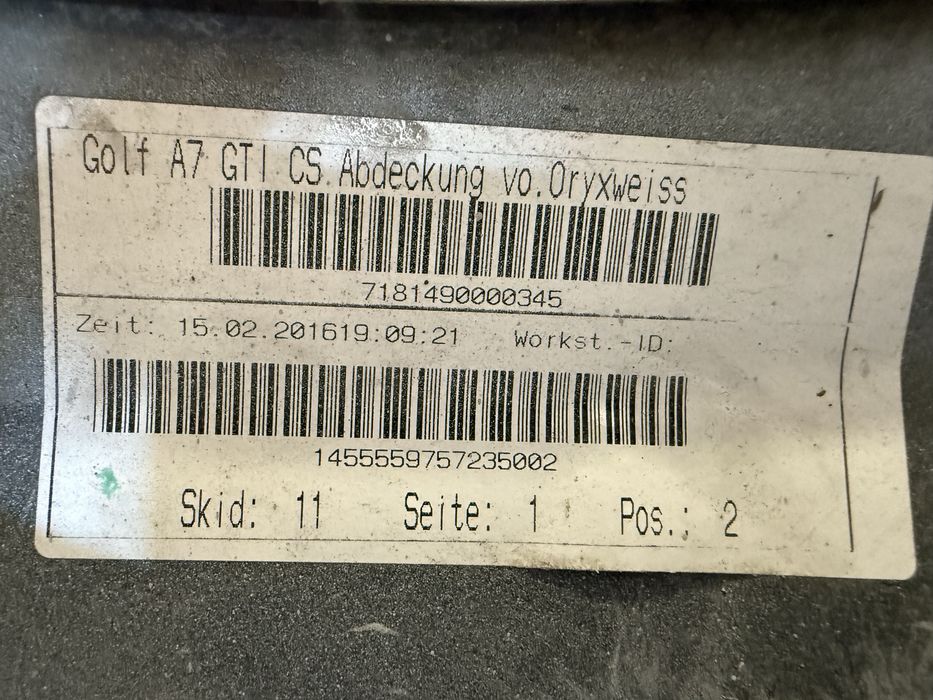 Golf A7 GTI CS Abdeckung vo.Oryxweiss
7181490000345
Zeit: 15.02.201619:09:21 Workst.-ID:
1455559757235002
Skid: 11 Seite: 1 Pos.: 2